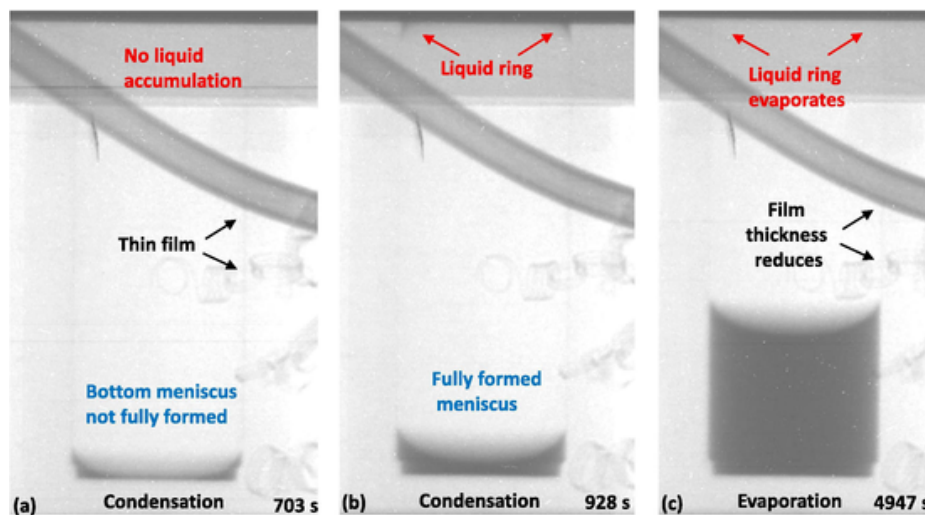 No liquid
accumulation
Thin film
Bottom meniscus
not fully formed
(a) Condensation 703 s
Liquid ring
Fully formed
meniscus
(b) Condensation 928 s
Liquid ring
evaporates
Film
thickness
reduces
(c) Evaporation 4947 s